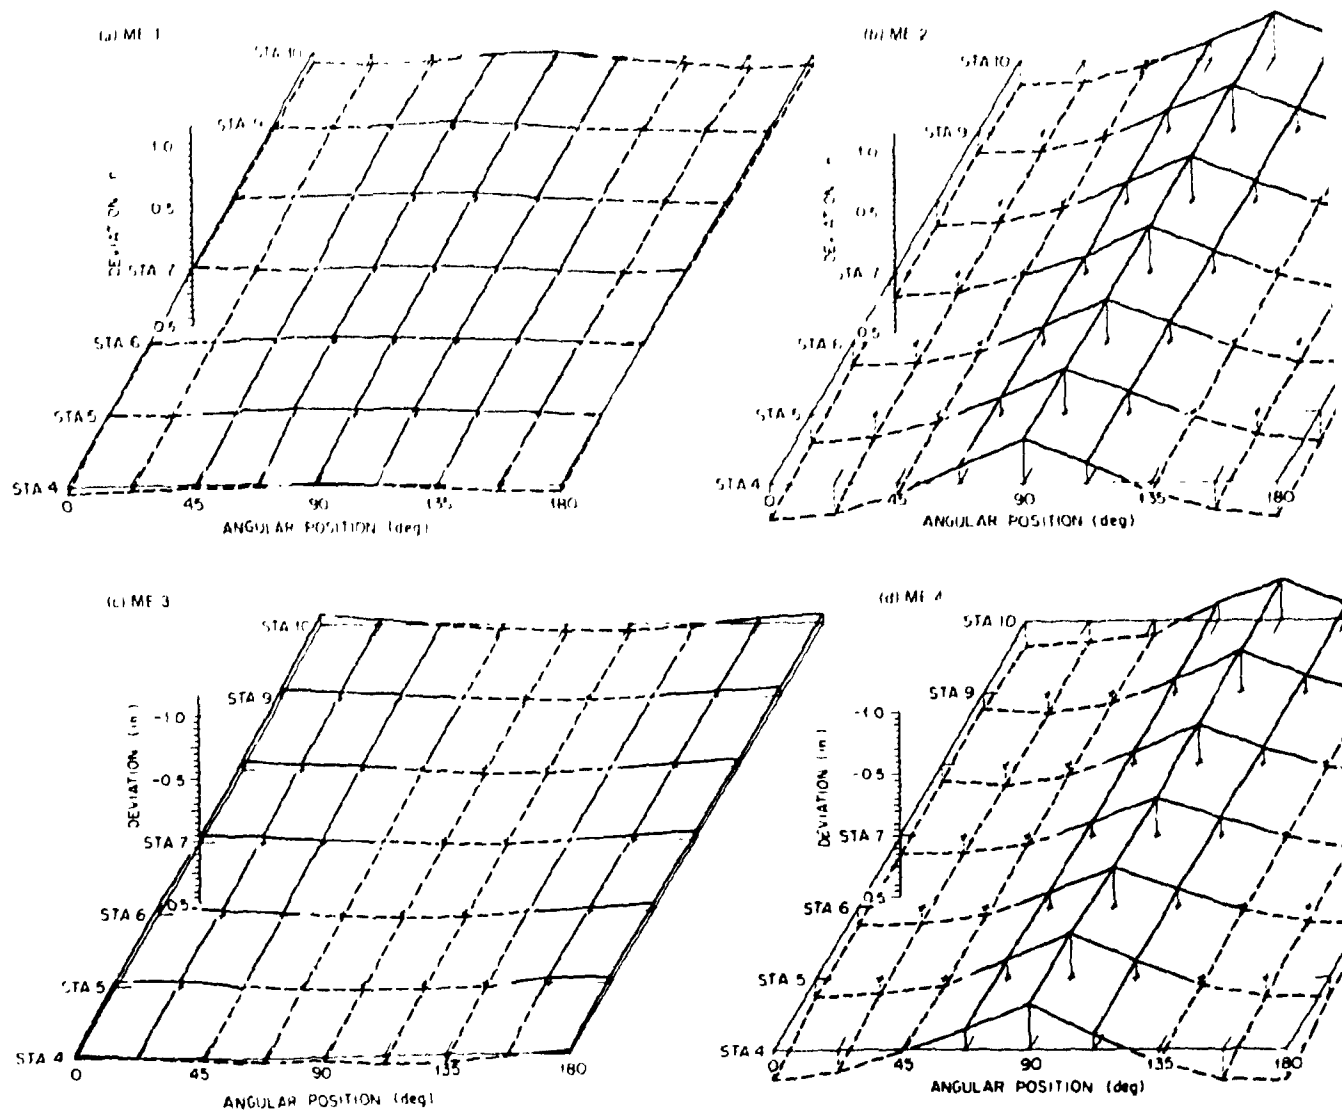 (a) ME 1
STA 10
STA 9
1.0
0.5
STA 7
0.5
STA 6
STA 5
STA 4
0 45 90 135 180
ANGULAR POSITION (deg)
(b) ME 2
STA 10
STA 9
1.0
0.5
STA 7
0.5
STA 6
STA 4
0 45 90 135 180
ANGULAR POSITION (deg)
(c) ME 3
STA 10
STA 9
-1.0
-0.5
DEVIATION (in.)
STA 7
0.5
STA 6
STA 5
STA 4
0 45 90 135 180
ANGULAR POSITION (deg)
(d) ME 4
STA 10
STA 9
-1.0
-0.5
DEVIATION (in.)
STA 7
0.5
STA 6
STA 5
STA 4
0 45 90 135 180
ANGULAR POSITION (deg)